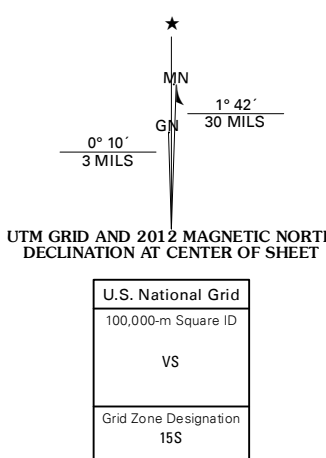 ★
MN
1° 42´
30 MILS
GN
0° 10´
3 MILS
UTM GRID AND 2012 MAGNETIC NORTH
DECLINATION AT CENTER OF SHEET
U.S. National Grid
100,000-m Square ID
VS
Grid Zone Designation
15S